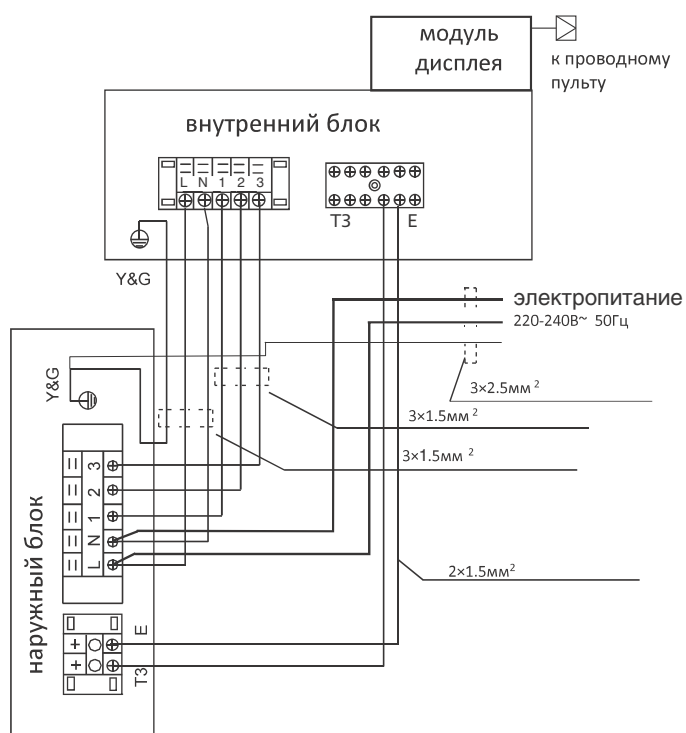 модуль
дисплея
к проводному
пульту
внутренний блок
L N 1 2 3
T3 E
Y&G
электропитание
220-240В~ 50Гц
Y&G
3×2.5мм²
3×1.5мм²
3×1.5мм²
наружный блок
3
2
1
N
L
2×1.5мм²
E
T3